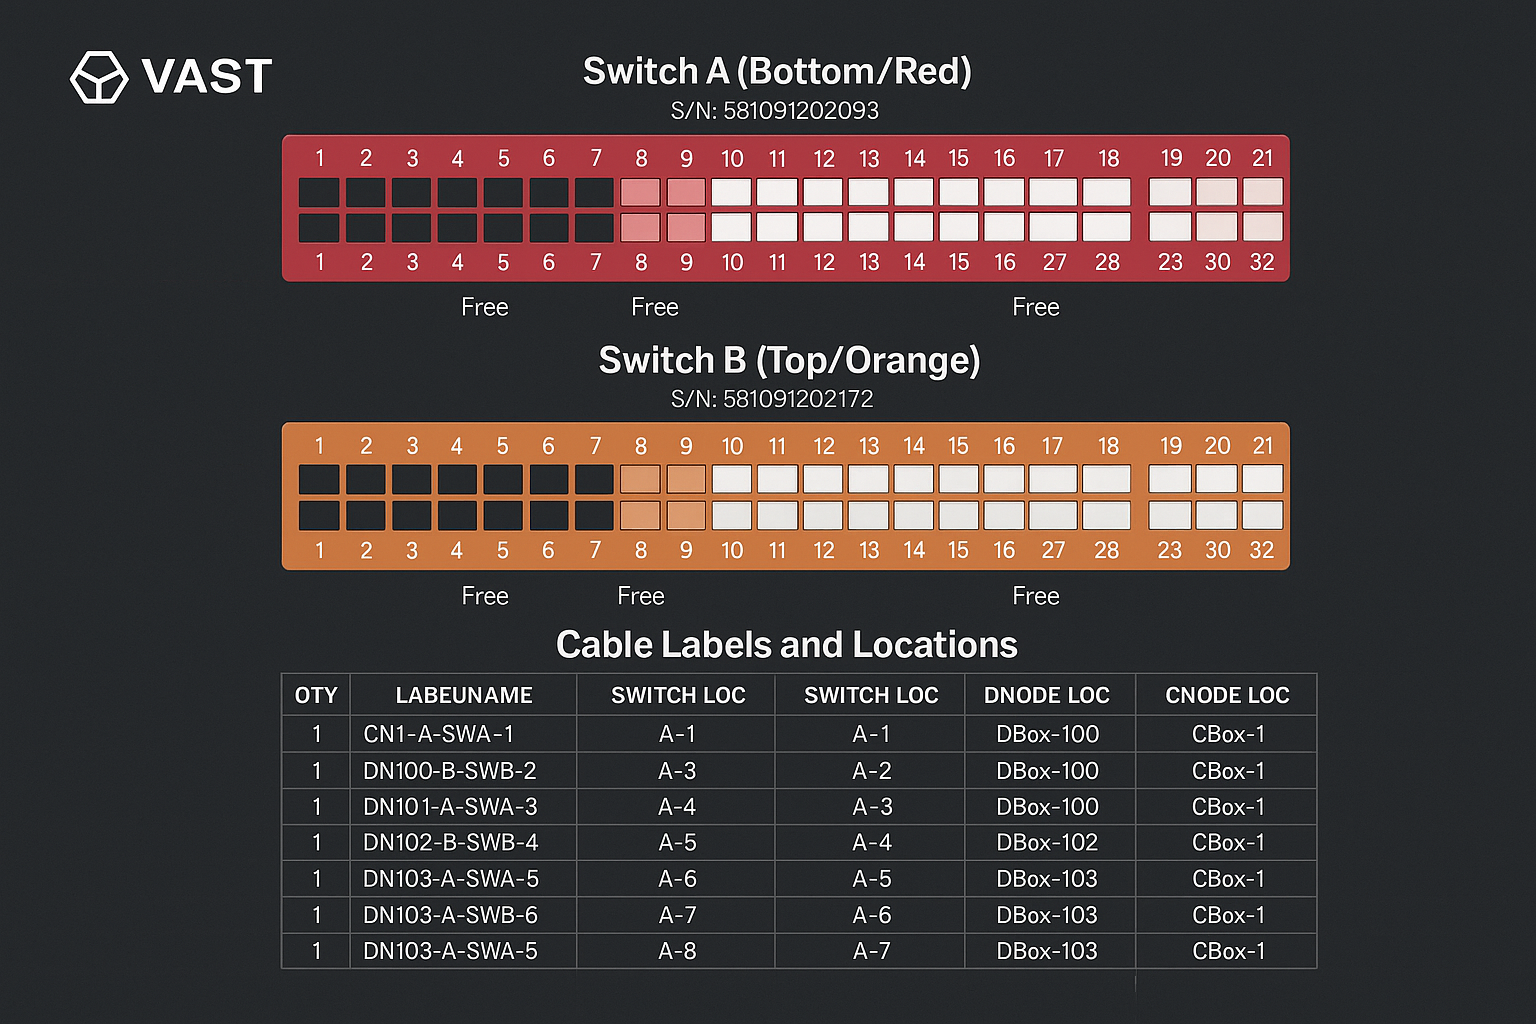 VAST
Switch A (Bottom/Red)
S/N: 581091202093
1 2 3 4 5 6 7 8 9 10 11 12 13 14 15 16 17 18 19 20 21
1 2 3 4 5 6 7 8 9 10 11 12 13 14 15 16 27 28 23 30 32
Free Free Free
Switch B (Top/Orange)
S/N: 581091202172
1 2 3 4 5 6 7 8 9 10 11 12 13 14 15 16 17 18 19 20 21
1 2 3 4 5 6 7 8 9 10 11 12 13 14 15 16 27 28 23 30 32
Free Free Free
Cable Labels and Locations
OTY LABEUNAME SWITCH LOC SWITCH LOC DNODE LOC CNODE LOC
1 CN1-A-SWA-1 A-1 A-1 DBox-100 CBox-1
1 DN100-B-SWB-2 A-3 A-2 DBox-100 CBox-1
1 DN101-A-SWA-3 A-4 A-3 DBox-100 CBox-1
1 DN102-B-SWB-4 A-5 A-4 DBox-102 CBox-1
1 DN103-A-SWA-5 A-6 A-5 DBox-103 CBox-1
1 DN103-A-SWB-6 A-7 A-6 DBox-103 CBox-1
1 DN103-A-SWA-5 A-8 A-7 DBox-103 CBox-1